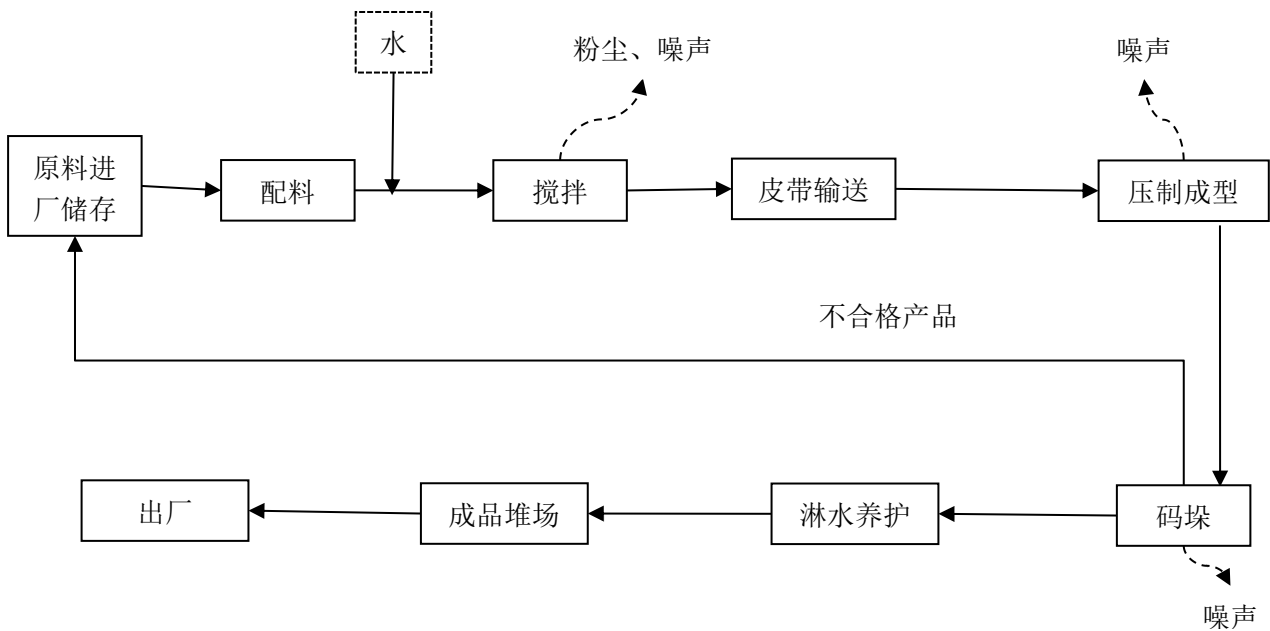 水
粉尘、噪声
噪声
原料进
厂储存
配料
搅拌
皮带输送
压制成型
不合格产品
出厂
成品堆场
淋水养护
码垛
噪声